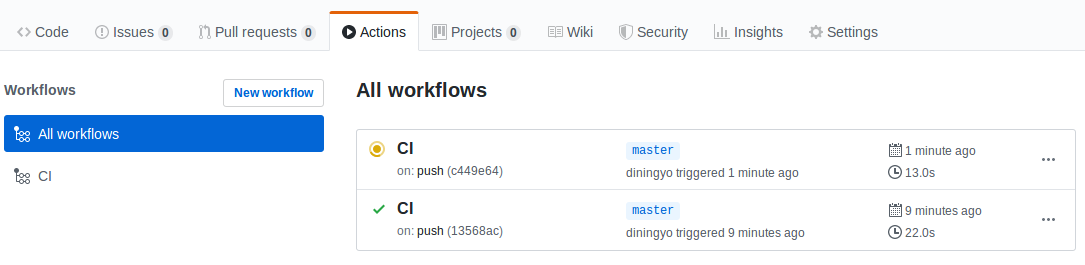 Code Issues 0 Pull requests 0 Actions Projects 0 Wiki Security Insights Settings
Workflows New workflow
All workflows
CI
All workflows
CI master 1 minute ago
on: push (c449e64) diningyo triggered 1 minute ago 13.0s
CI master 9 minutes ago
on: push (13568ac) diningyo triggered 9 minutes ago 22.0s